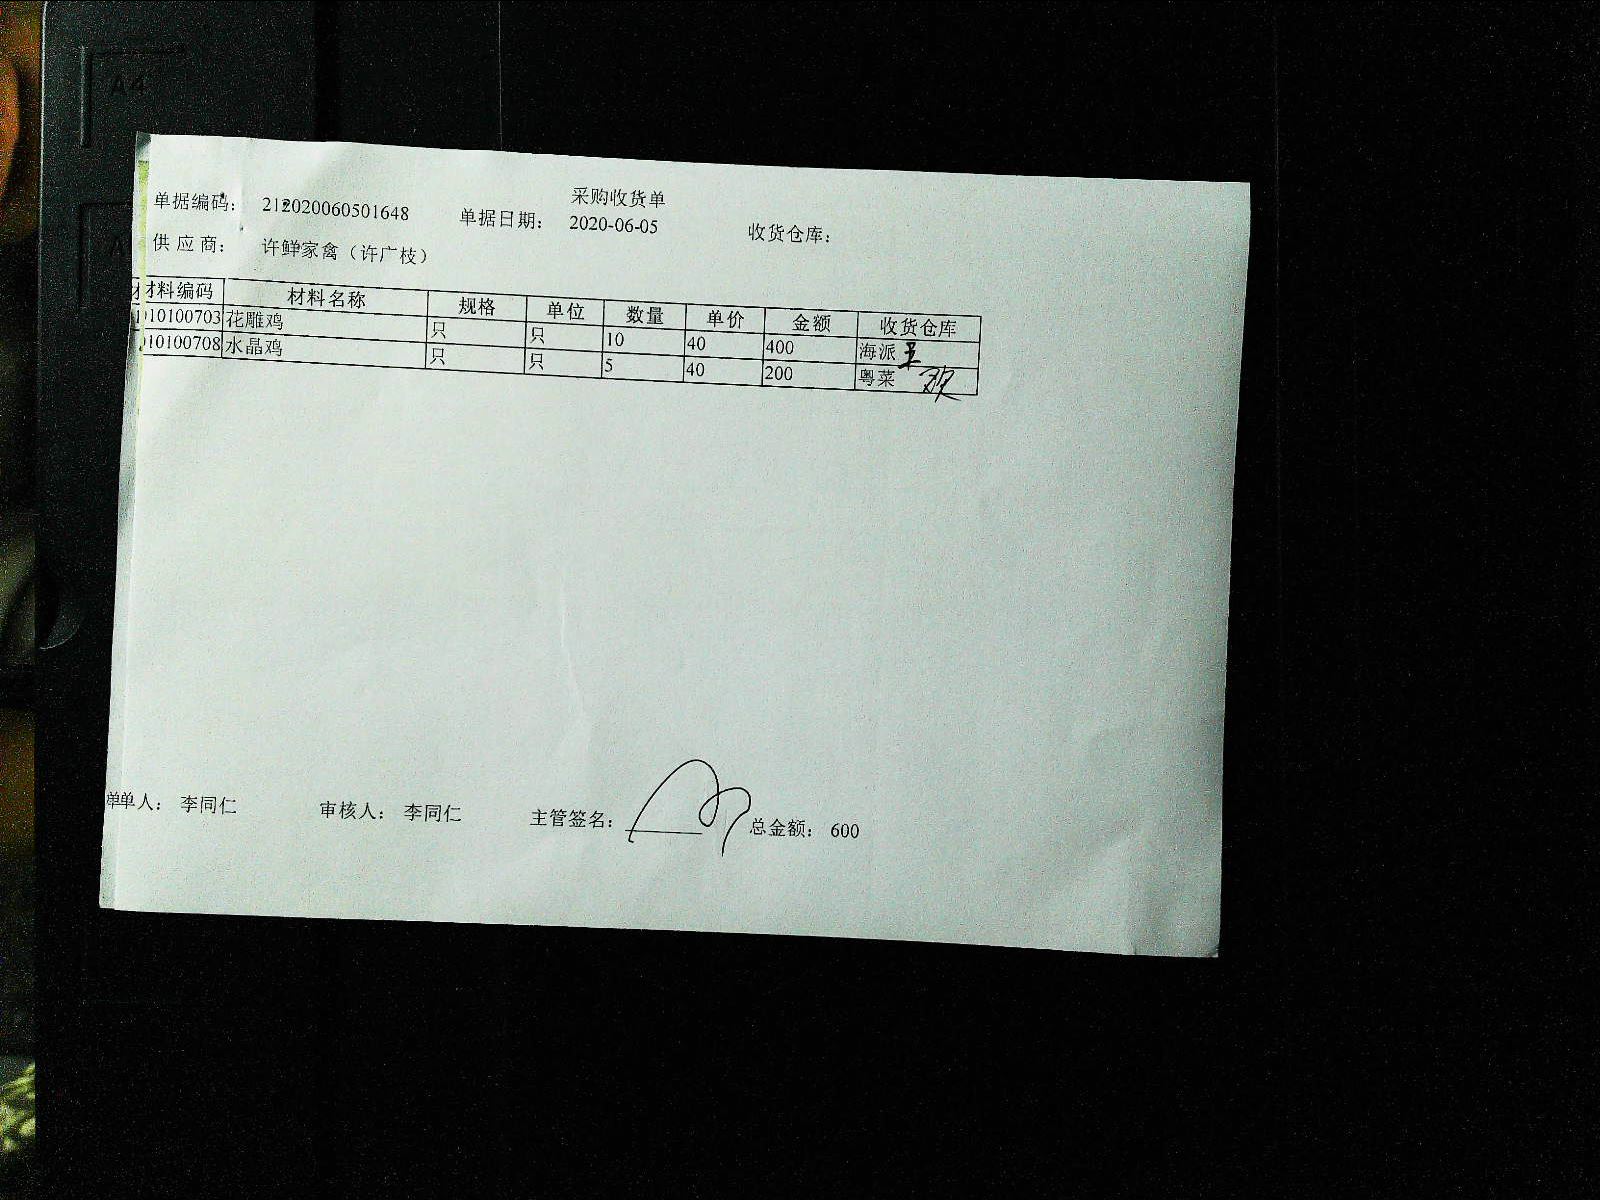 A4
采购收货单
单据编码： 212020060501648 单据日期： 2020-06-05 收货仓库：
供应商： 许鲜家禽（许广枝）
材料编码 材料名称 规格 单位 数量 单价 金额 收货仓库
10100703 花雕鸡 只 只 10 40 400 海派
10100708 水晶鸡 只 只 5 40 200 粤菜
单人： 李同仁 审核人： 李同仁 主管签名： 总金额： 600